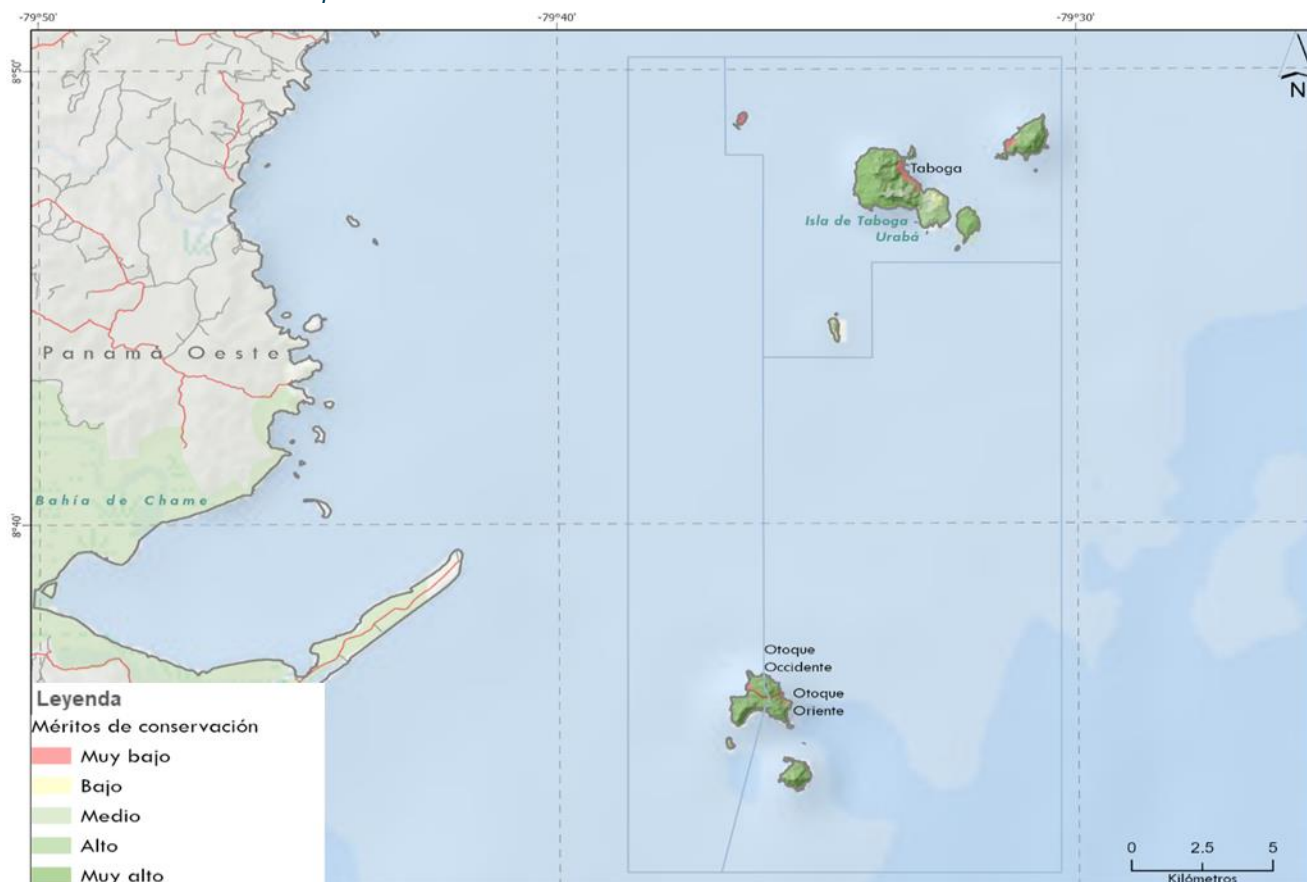 -79°50'
-79°40'
-79°30'
8°50'
N
Taboga
Isla de Taboga -
Urabá
Panamá Oeste
Bahía de Chame
8°40'
Otoque
Occidente
Otoque
Oriente
Leyenda
Méritos de conservación
Muy bajo
Bajo
Medio
Alto
Muy alto
0 2.5 5
Kilómetros